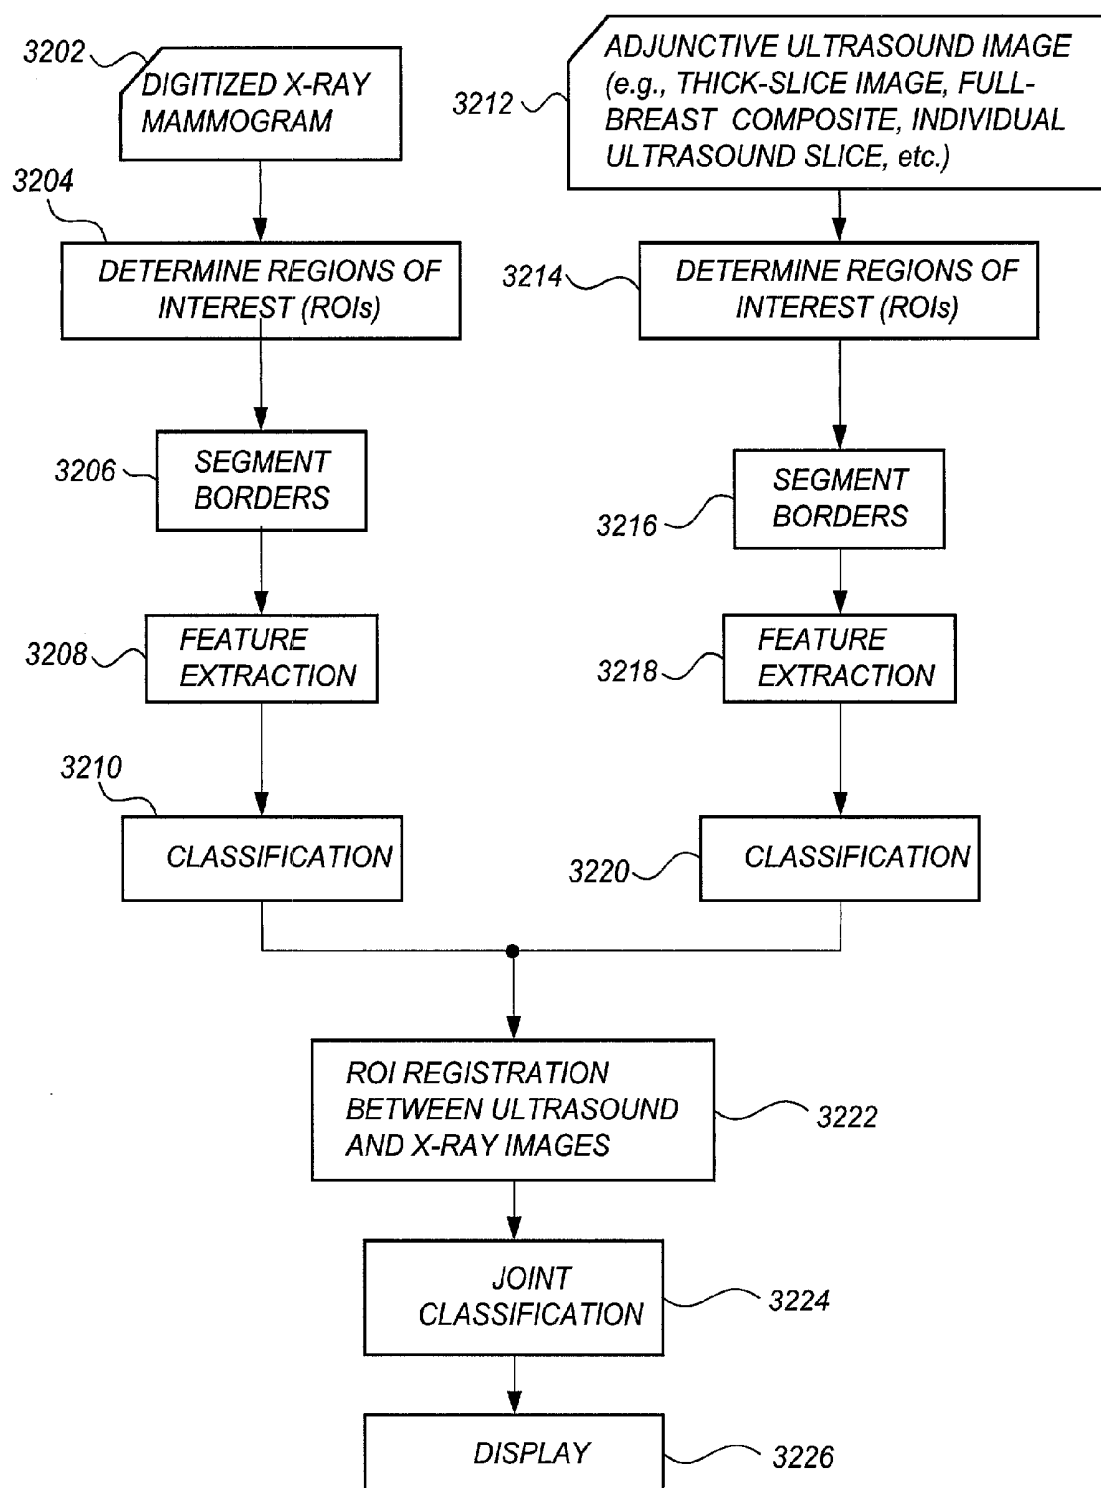 3202
DIGITIZED X-RAY
MAMMOGRAM
3212
ADJUNCTIVE ULTRASOUND IMAGE
(e.g., THICK-SLICE IMAGE, FULL-
BREAST COMPOSITE, INDIVIDUAL
ULTRASOUND SLICE, etc.)
3204
DETERMINE REGIONS OF
INTEREST (ROIs)
3214
DETERMINE REGIONS OF
INTEREST (ROIs)
3206
SEGMENT
BORDERS
3216
SEGMENT
BORDERS
3208
FEATURE
EXTRACTION
3218
FEATURE
EXTRACTION
3210
CLASSIFICATION
3220
CLASSIFICATION
ROI REGISTRATION
BETWEEN ULTRASOUND
AND X-RAY IMAGES
3222
JOINT
CLASSIFICATION
3224
DISPLAY
3226